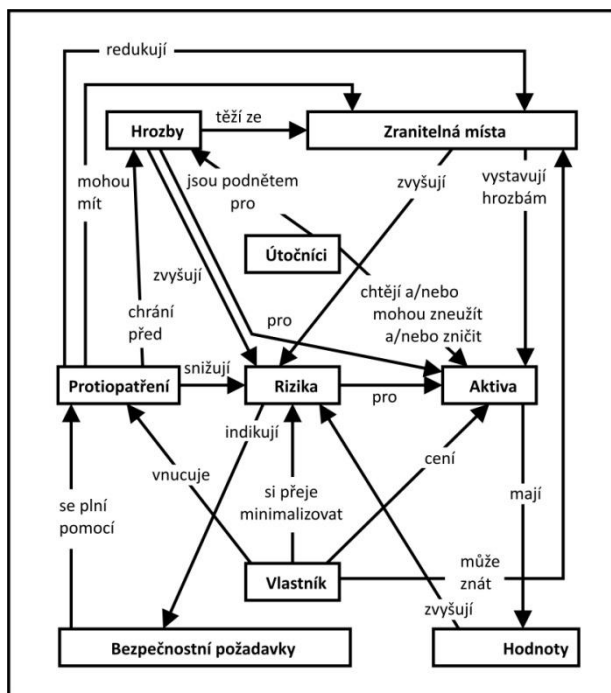 redukují
těží ze
Hrozby
Zranitelná místa
mohou
mít
jsou podnětem
pro
zvyšují
vystavují
hrozbám
Útočníci
zvyšují
chrání
před
pro
chtějí a/nebo
mohou zneužít
a/nebo zničit
Protiopatření
snižují
Rizika
pro
Aktiva
indikují
vnucuje
cení
se plní
pomocí
si přeje
minimalizovat
mají
Vlastník
může
znát
zvyšují
Bezpečnostní požadavky
Hodnoty